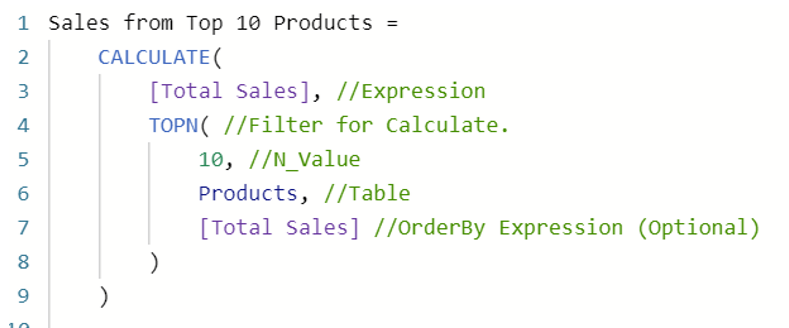 1 Sales from Top 10 Products =
2 CALCULATE(
3 [Total Sales], //Expression
4 TOPN( //Filter for Calculate.
5 10, //N_Value
6 Products, //Table
7 [Total Sales] //OrderBy Expression (Optional)
8 )
9 )
10